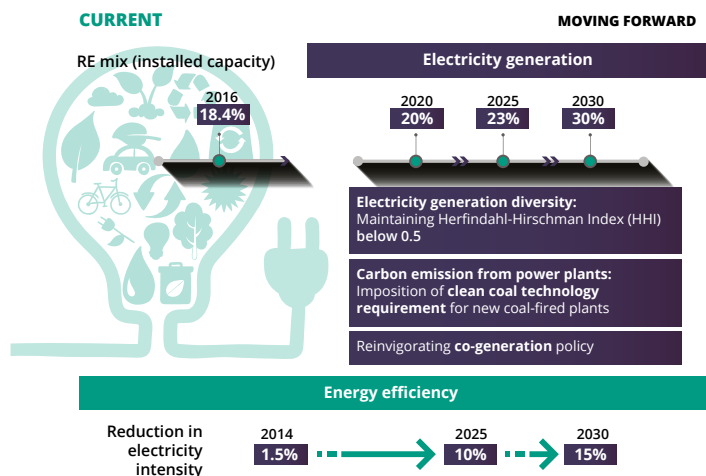 CURRENT
MOVING FORWARD
RE mix (installed capacity)
Electricity generation
2016
18.4%
2020
20%
2025
23%
2030
30%
Electricity generation diversity:
Maintaining Herfindahl-Hirschman Index (HHI)
below 0.5
Carbon emission from power plants:
Imposition of clean coal technology
requirement for new coal-fired plants
Reinvigorating co-generation policy
Energy efficiency
Reduction in
electricity
intensity
2014
1.5%
2025
10%
2030
15%